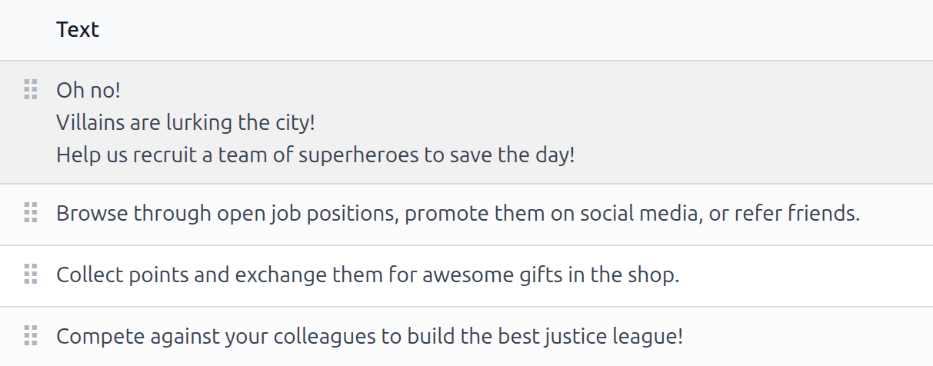 Text
Oh no!
Villains are lurking the city!
Help us recruit a team of superheroes to save the day!
Browse through open job positions, promote them on social media, or refer friends.
Collect points and exchange them for awesome gifts in the shop.
Compete against your colleagues to build the best justice league!